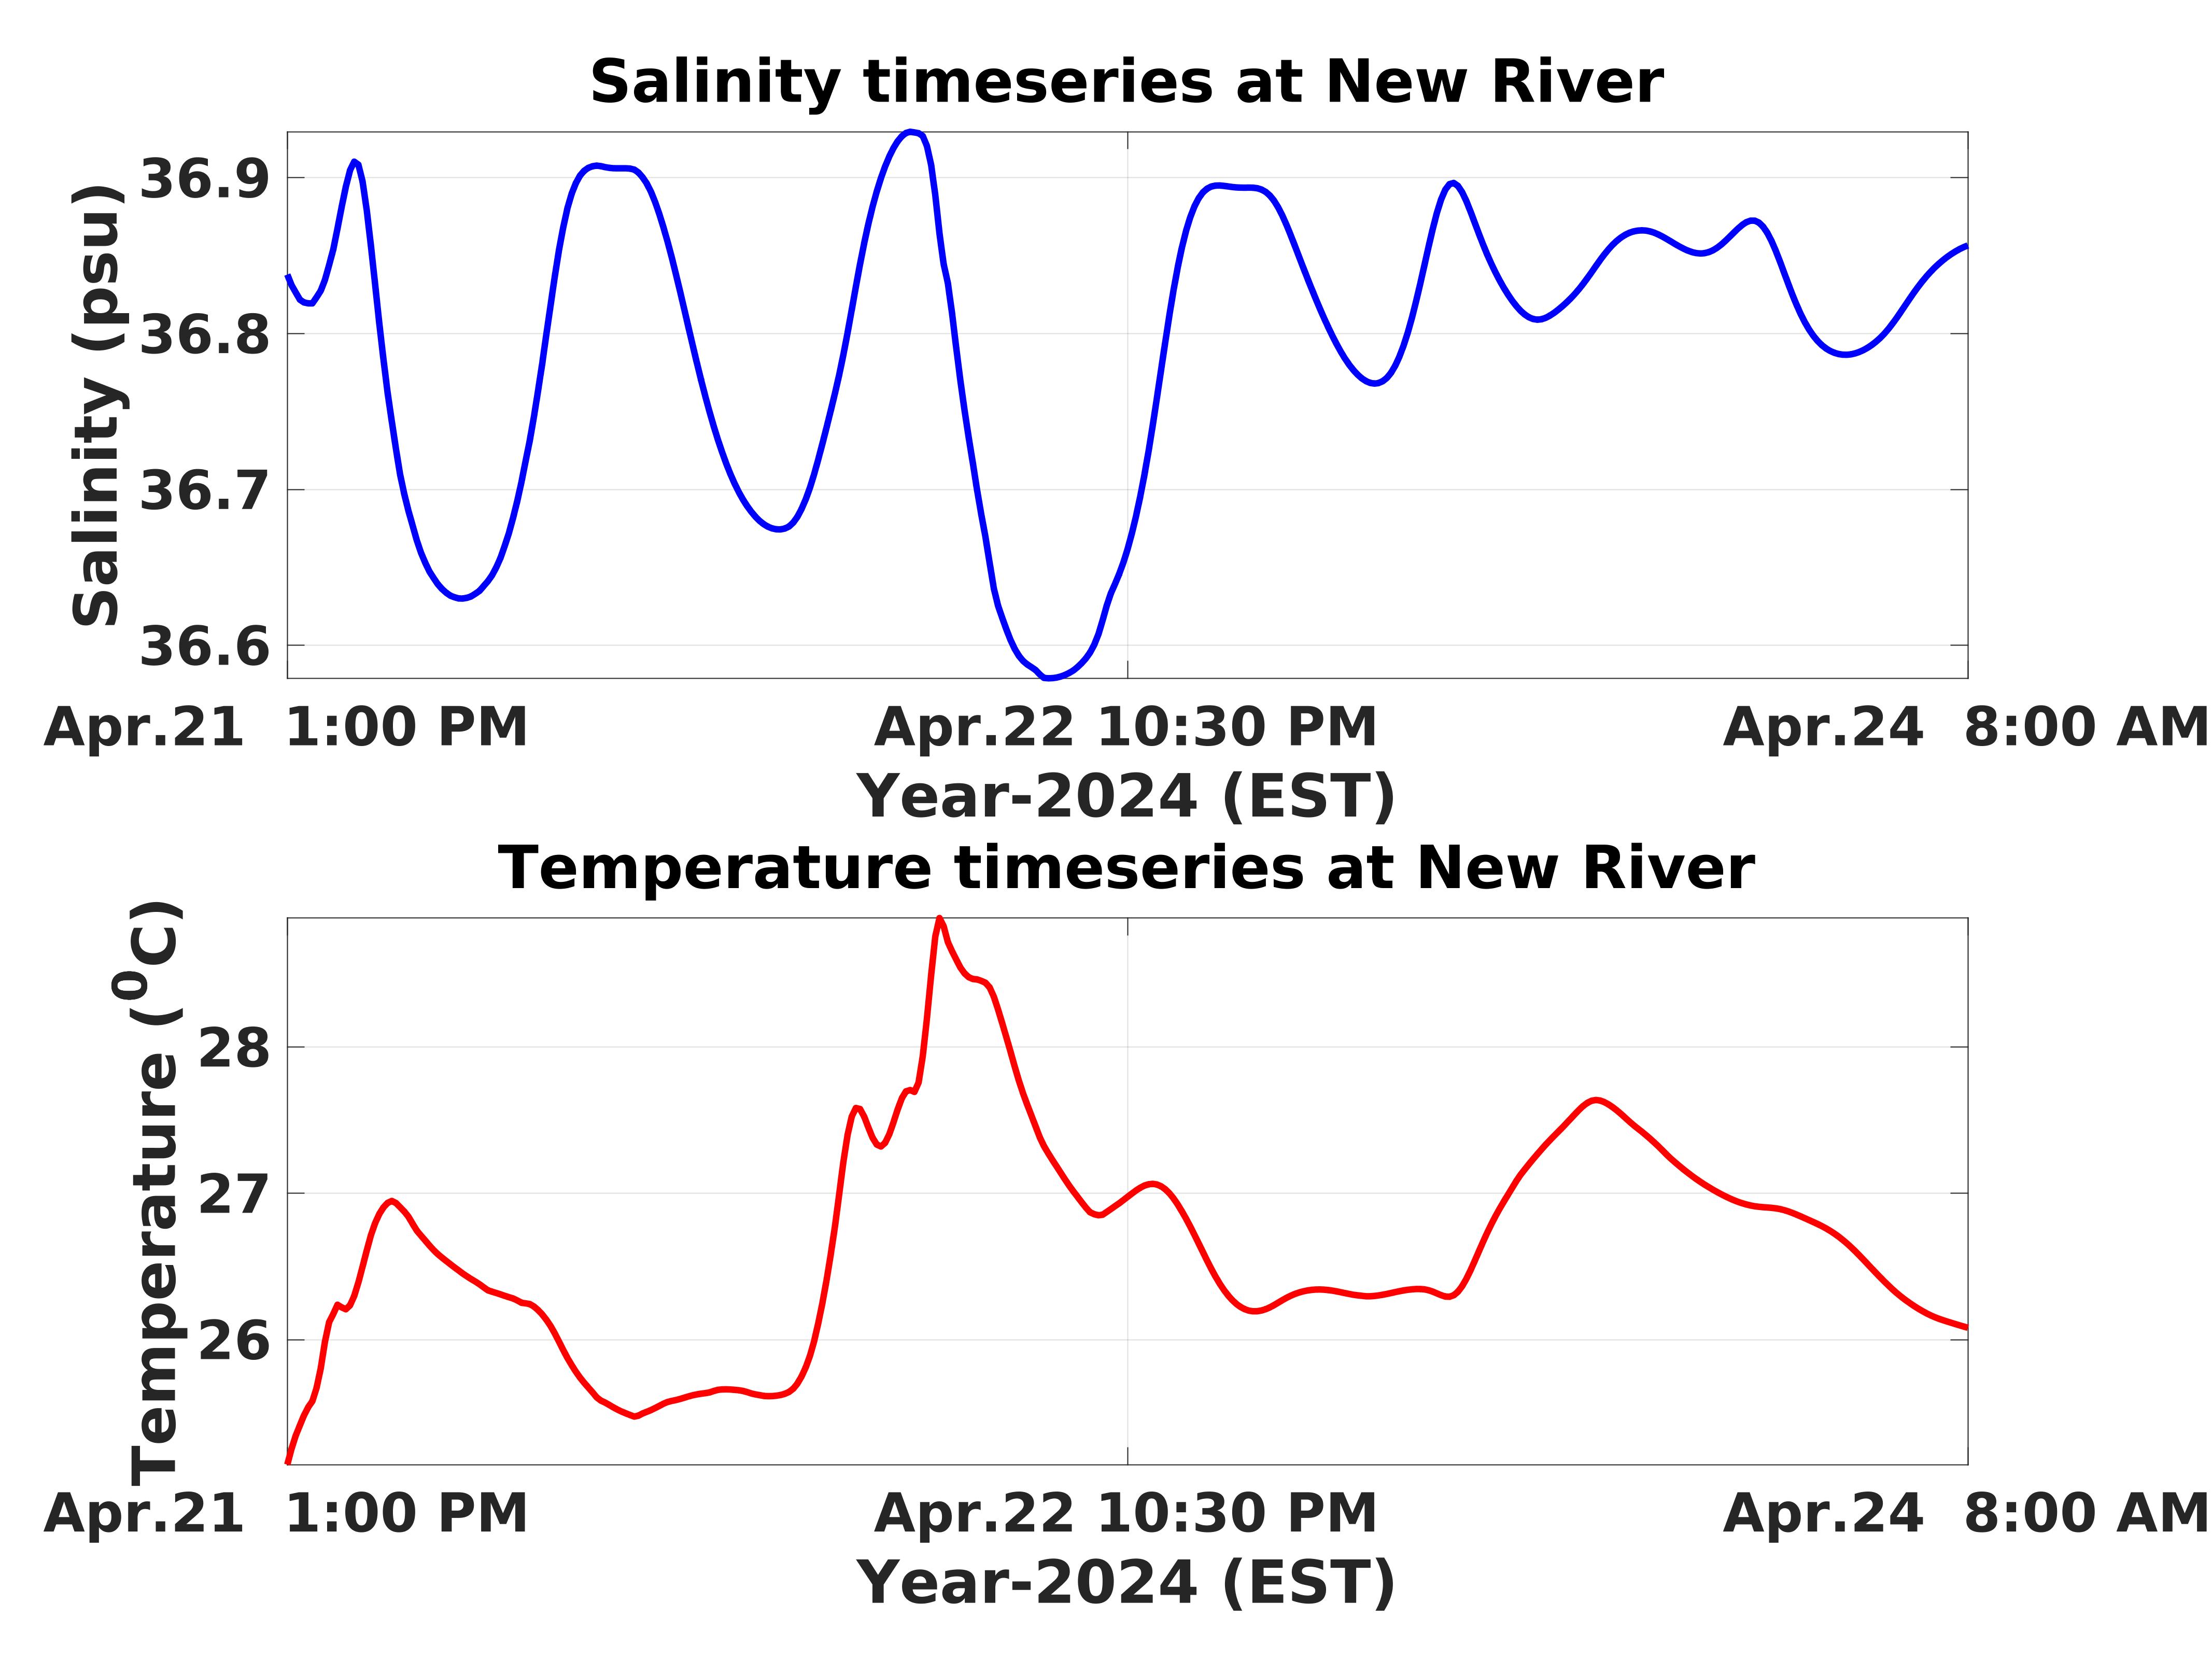 Salinity timeseries at New River
Salinity (psu)
36.9
36.8
36.7
36.6
Apr.21  1:00 PM
Apr.22 10:30 PM
Apr.24  8:00 AM
Year-2024 (EST)
Temperature timeseries at New River
Temperature (⁰C)
28
27
26
Apr.21  1:00 PM
Apr.22 10:30 PM
Apr.24  8:00 AM
Year-2024 (EST)